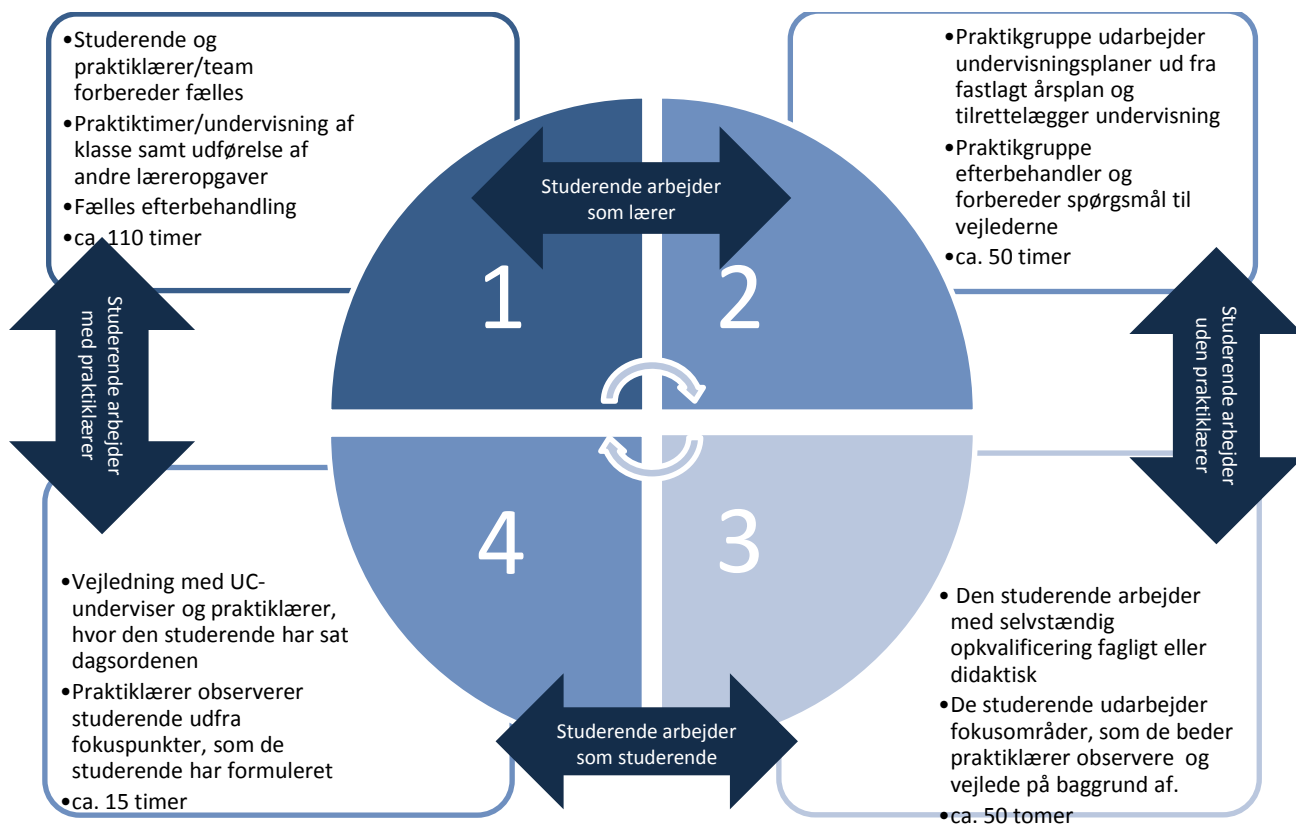 •Studerende og
praktiklærer/team
forbereder fælles
•Praktiktimer/undervisning af
klasse samt udførelse af
andre læreropgaver
•Fælles efterbehandling
•ca. 110 timer
•Praktikgruppe udarbejder
undervisningsplaner ud fra
fastlagt årsplan og
tilrettelægger undervisning
•Praktikgruppe
efterbehandler og
forbereder spørgsmål til
vejlederne
•ca. 50 timer
Studerende arbejder
som lærer
1
2
Studerende arbejder
med praktiklærer
Studerende arbejder
uden praktiklærer
4
3
•Vejledning med UC-
underviser og praktiklærer,
hvor den studerende har sat
dagsordenen
•Praktiklærer observerer
studerende udfra
fokuspunkter, som de
studerende har formuleret
•ca. 15 timer
• Den studerende arbejder
med selvstændig
opkvalificering fagligt eller
didaktisk
•De studerende udarbejder
fokusområder, som de beder
praktiklærer observere og
vejlede på baggrund af.
•ca. 50 tomer
Studerende arbejder
som studerende